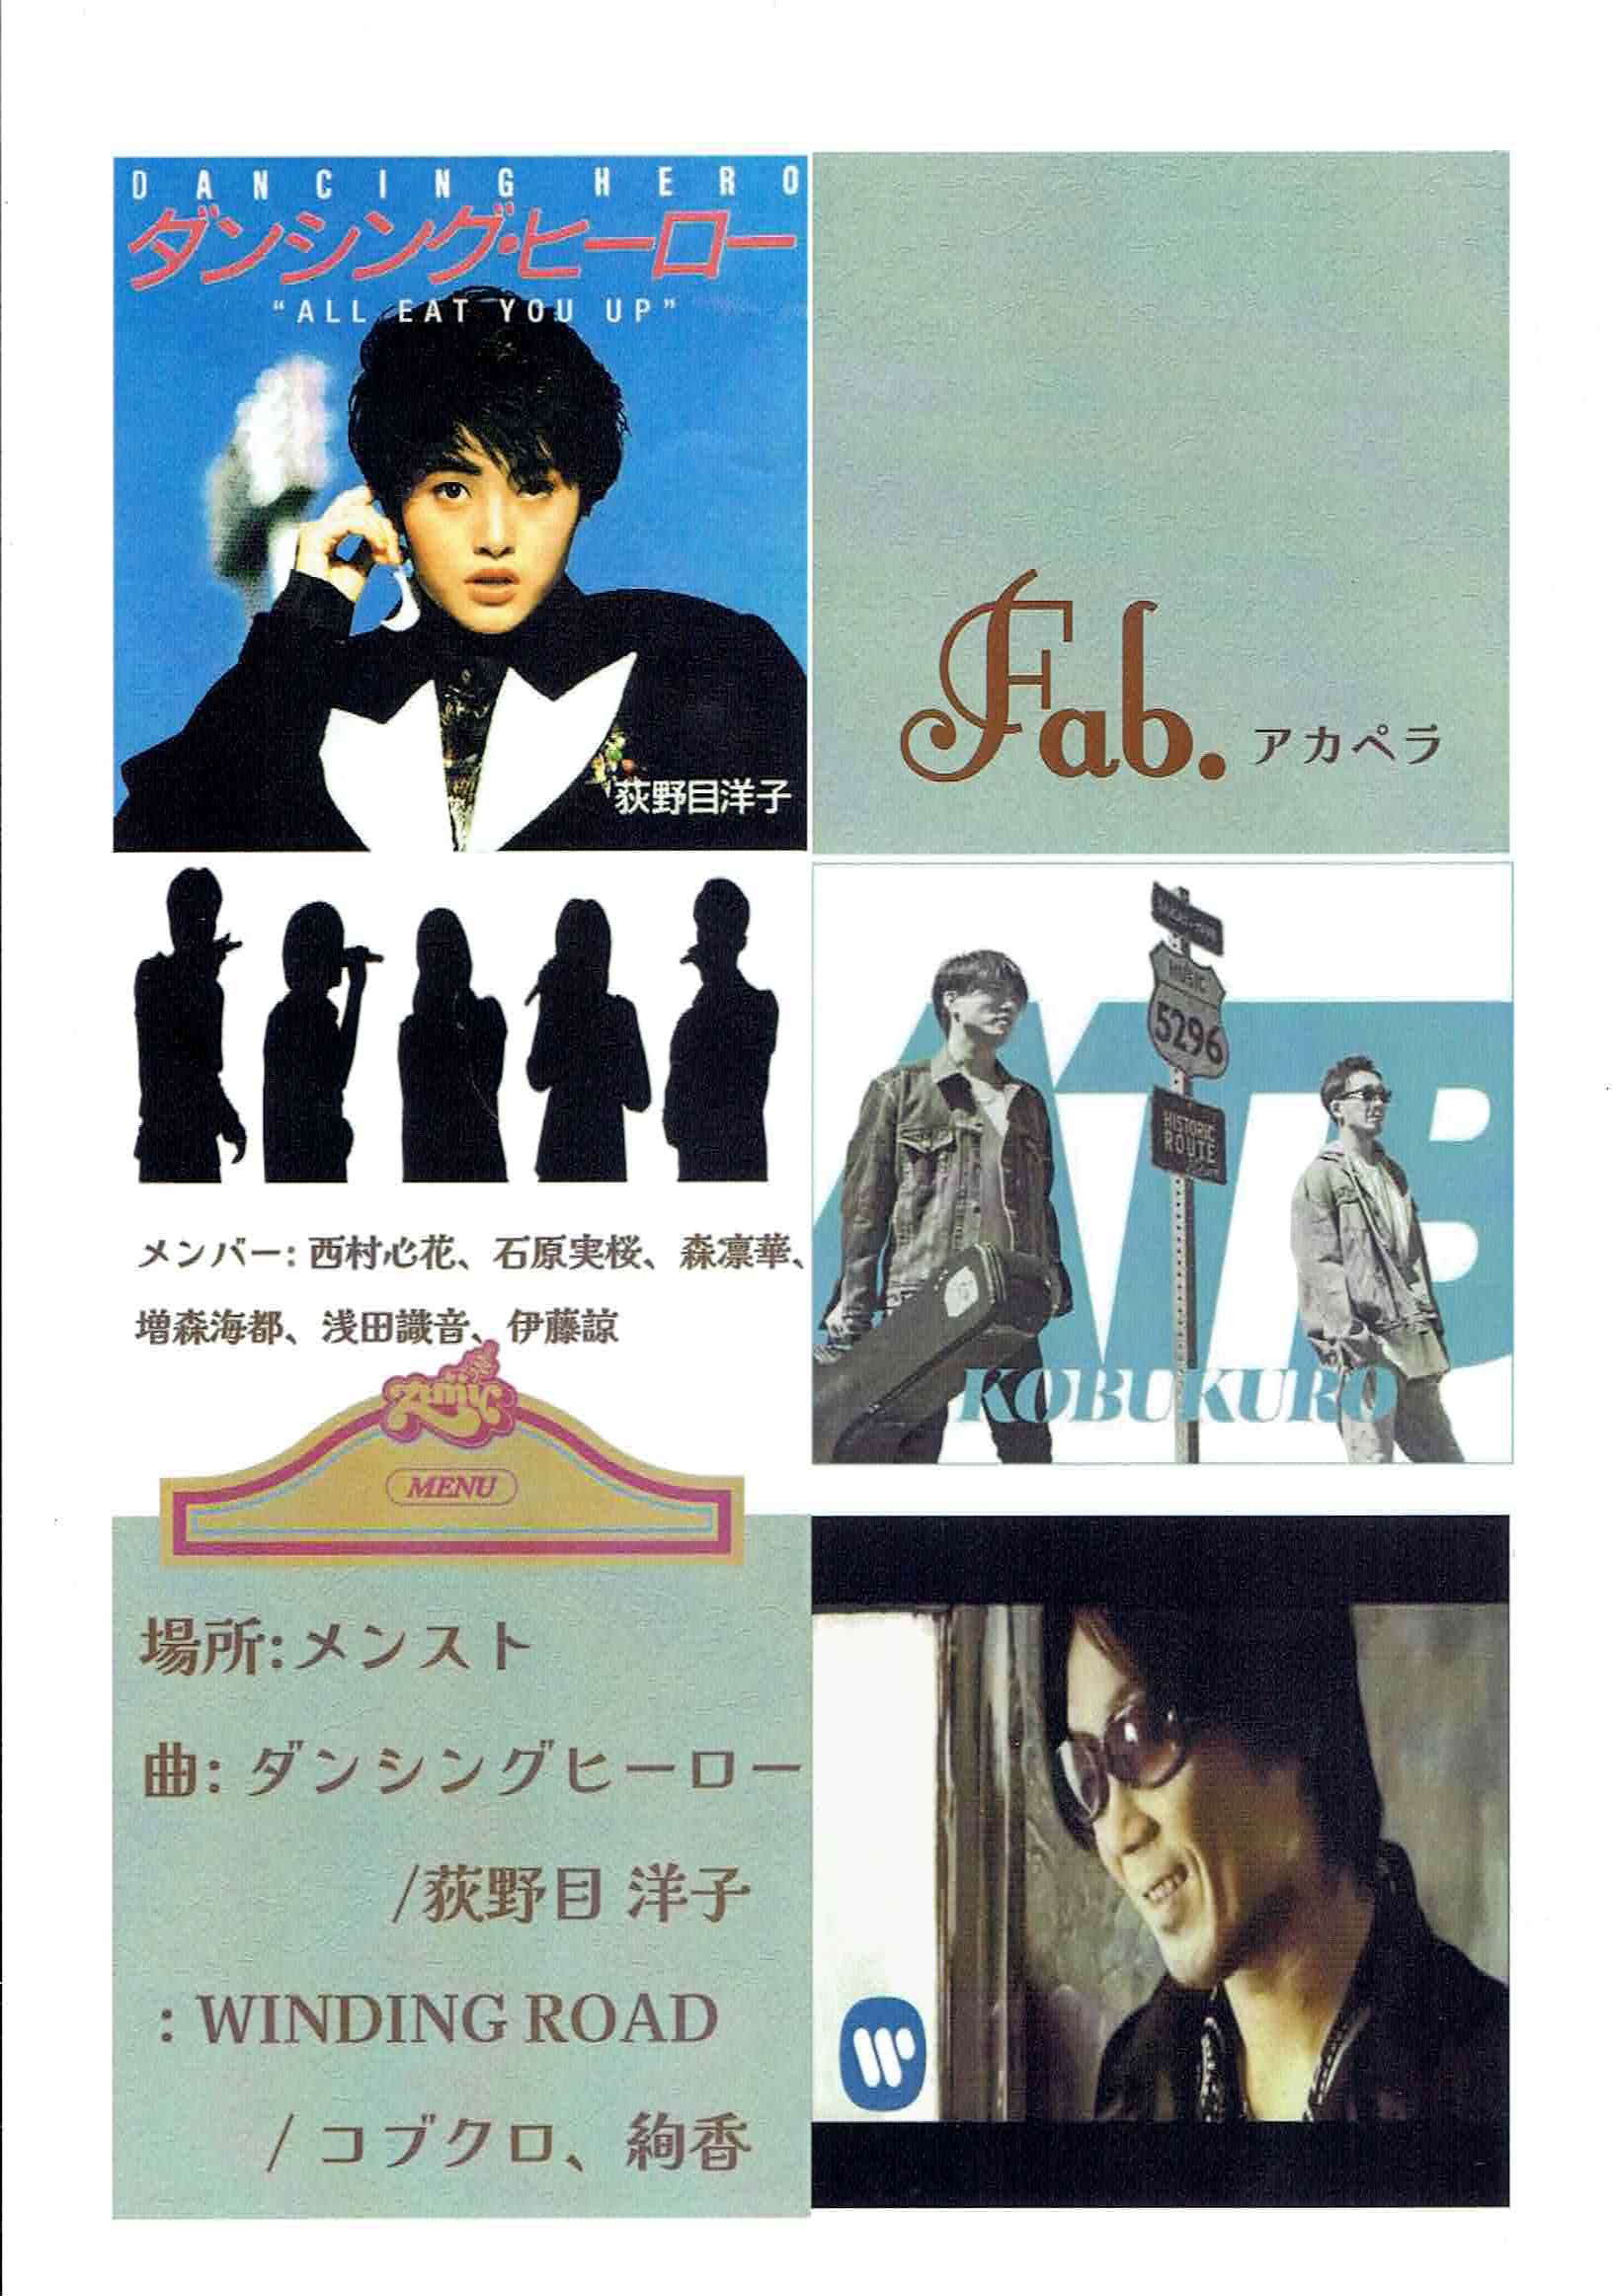 DANCING HERO
ダンシング・ヒーロー
"ALL EAT YOU UP"
荻野目洋子
Fab. アカペラ
メンバー: 西村心花、石原実桜、森凛華、
増森海都、浅田識音、伊藤諒
MENU
MUSIC
5296
HISTORIC
ROUTE
MTB
KOBUKURO
場所:メンスト
曲: ダンシングヒーロー
/荻野目 洋子
: WINDING ROAD
/ コブクロ、絢香